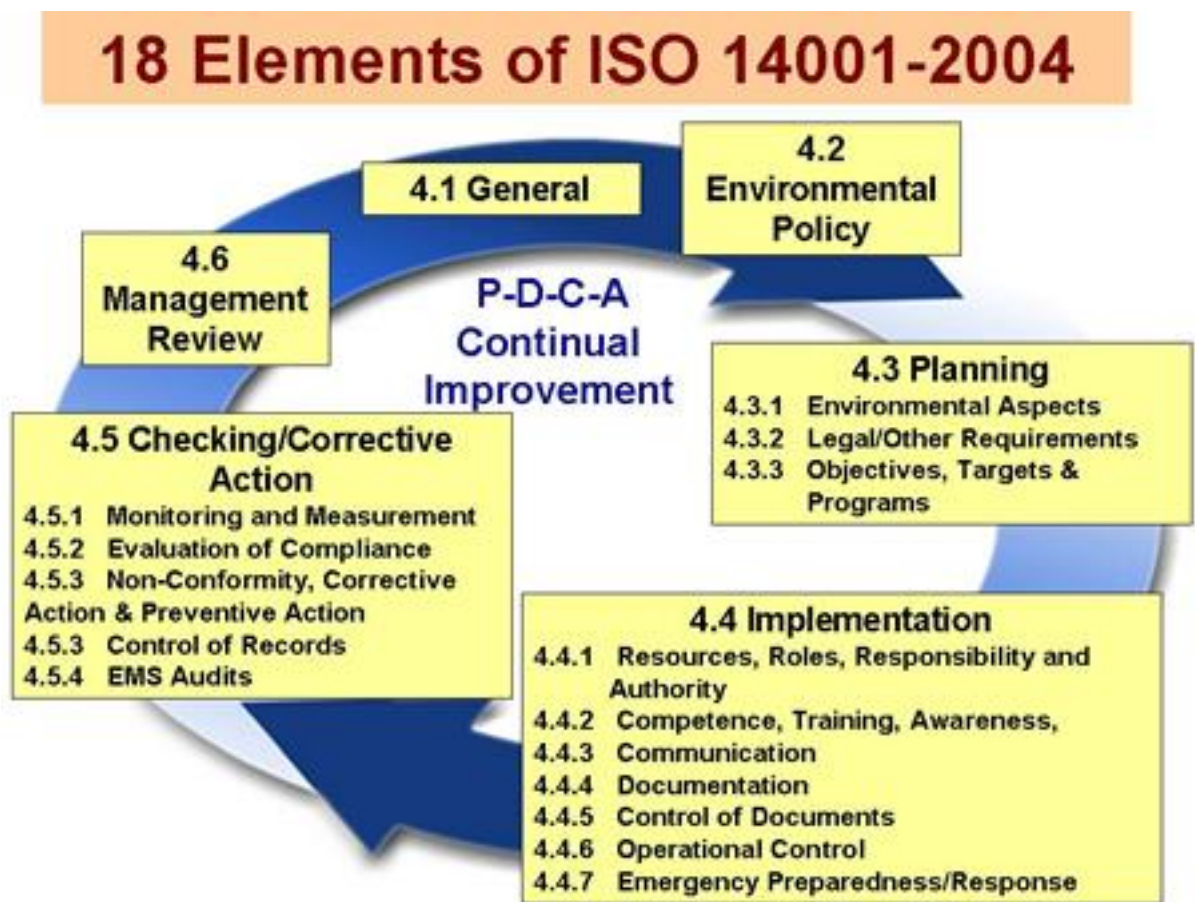 18 Elements of ISO 14001-2004
4.1 General
4.2
Environmental
Policy
4.6
Management
Review
P-D-C-A
Continual
Improvement
4.3 Planning
4.3.1 Environmental Aspects
4.3.2 Legal/Other Requirements
4.3.3 Objectives, Targets &
Programs
4.5 Checking/Corrective
Action
4.5.1 Monitoring and Measurement
4.5.2 Evaluation of Compliance
4.5.3 Non-Conformity, Corrective
Action & Preventive Action
4.5.3 Control of Records
4.5.4 EMS Audits
4.4 Implementation
4.4.1 Resources, Roles, Responsibility and
Authority
4.4.2 Competence, Training, Awareness,
4.4.3 Communication
4.4.4 Documentation
4.4.5 Control of Documents
4.4.6 Operational Control
4.4.7 Emergency Preparedness/Response